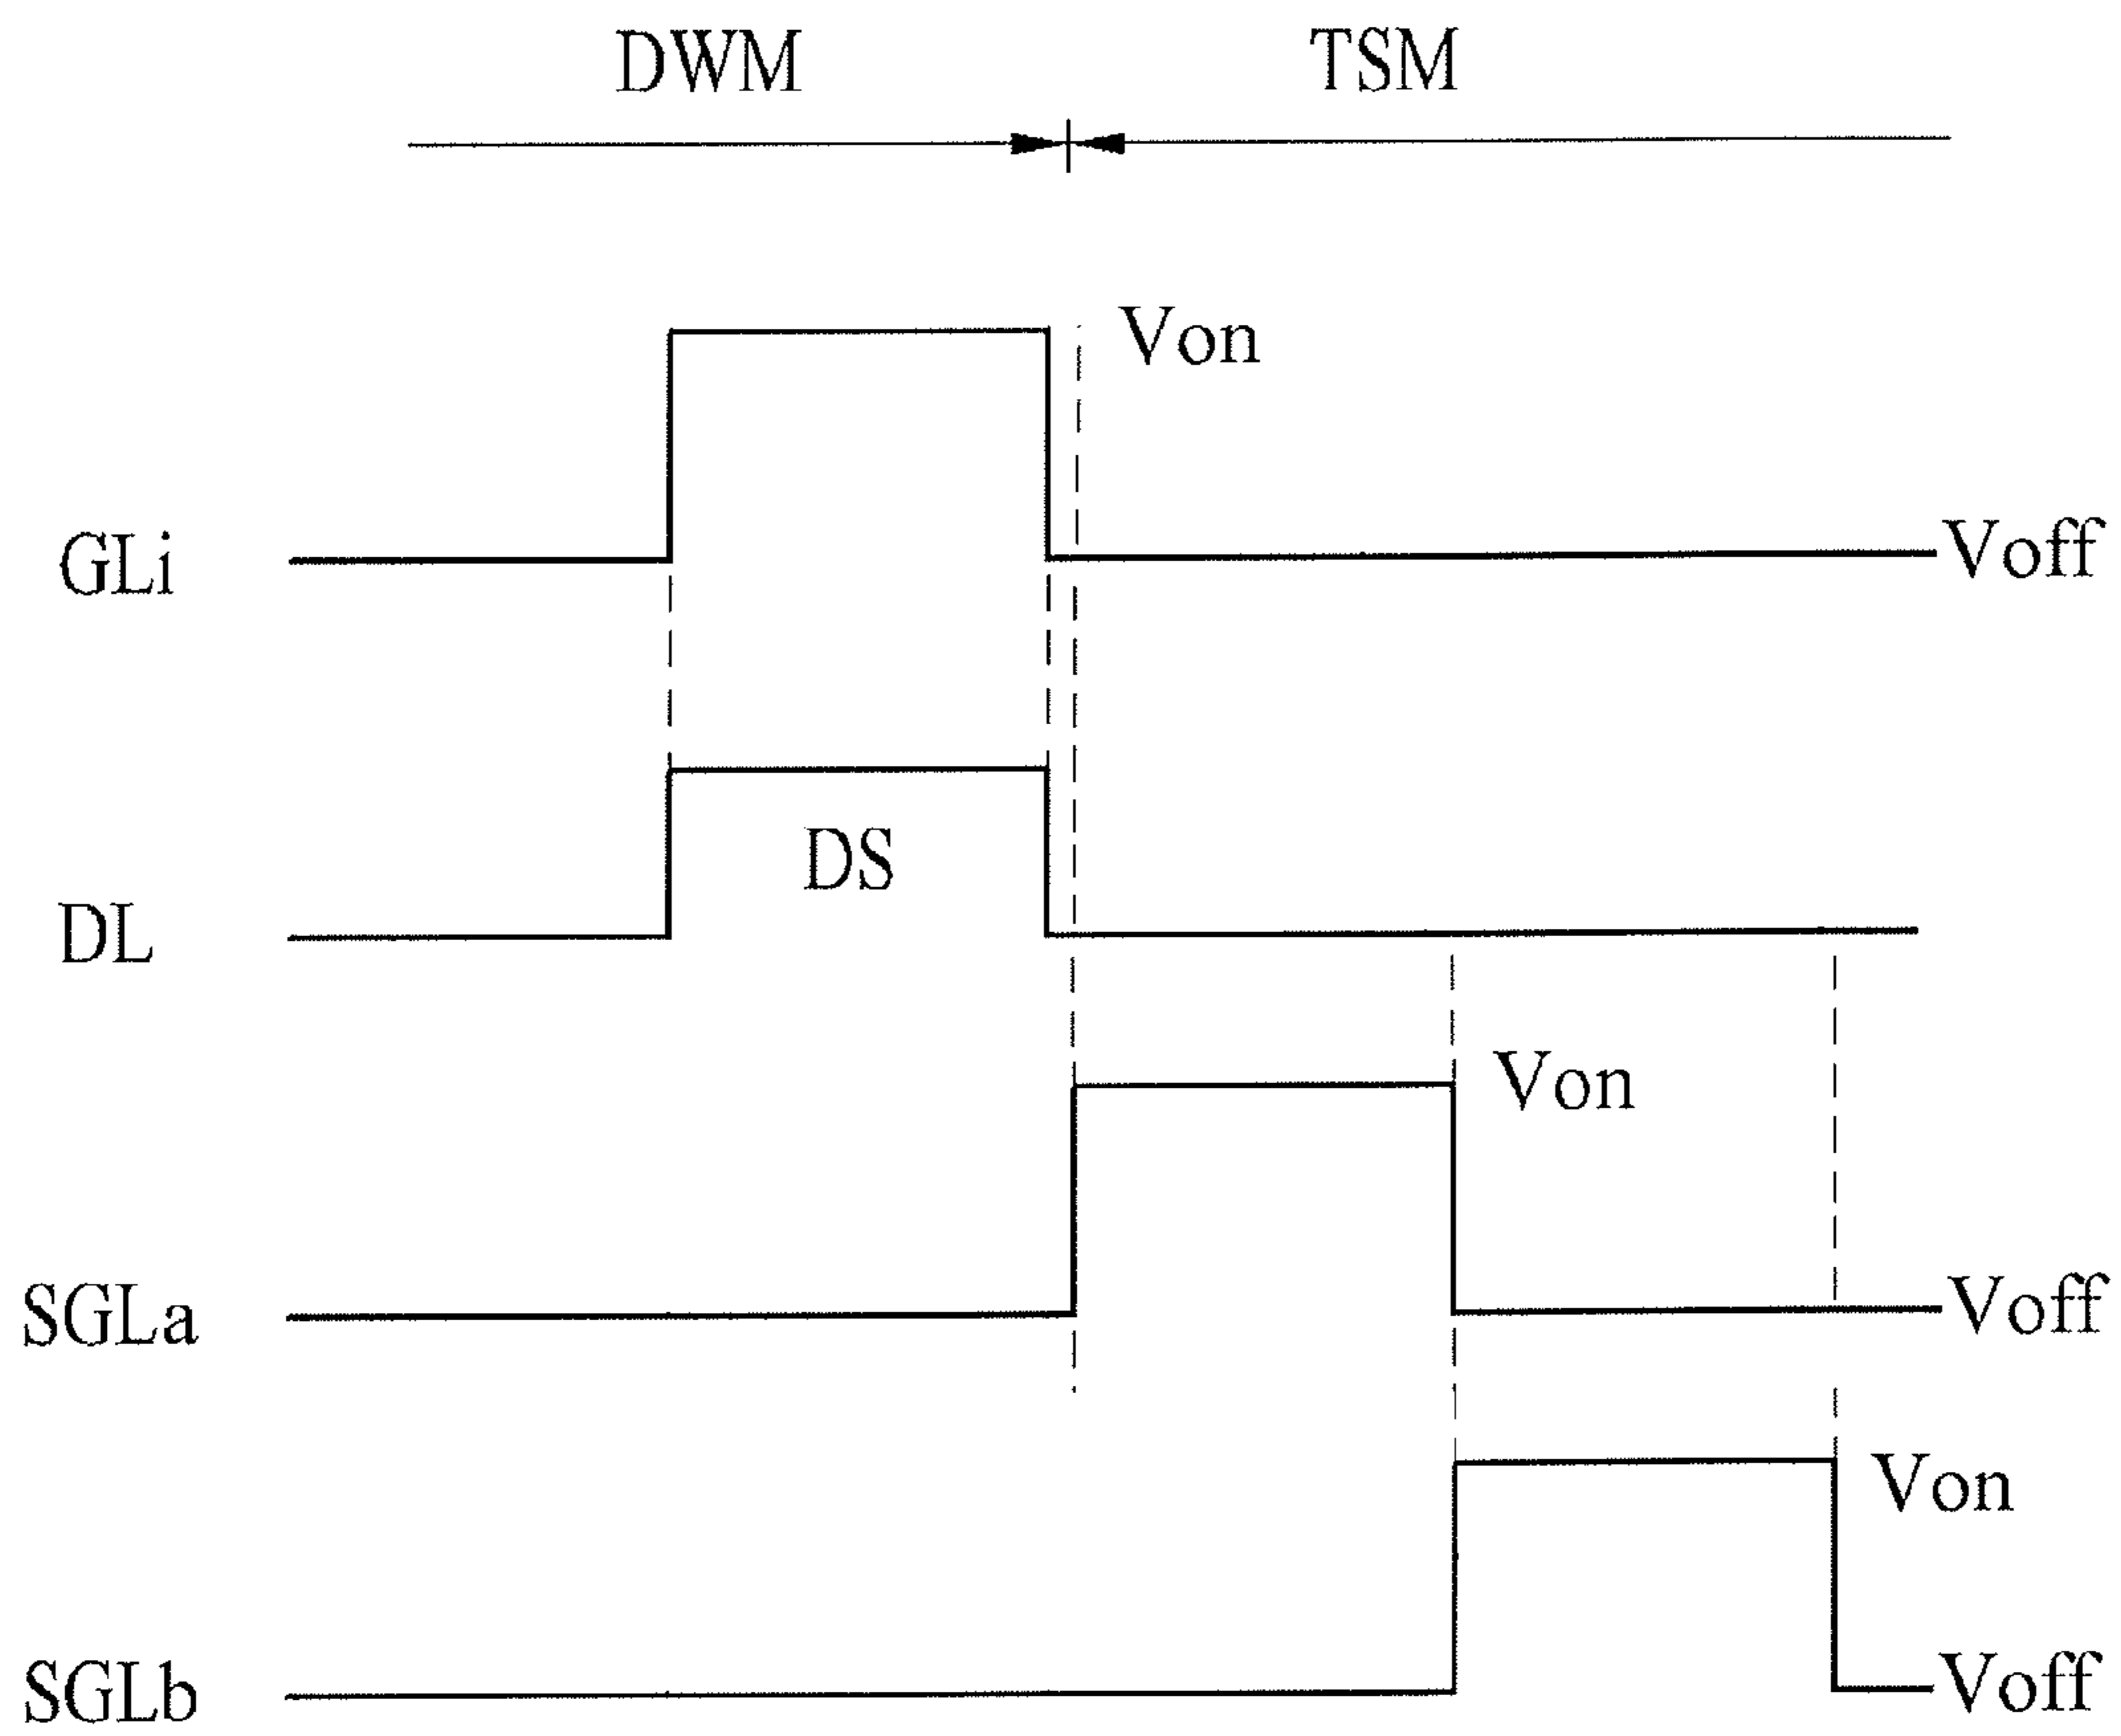 DWM TSM
Von
GLi Voff
DS
DL
Von
SGLa Voff
Von
SGLb Voff